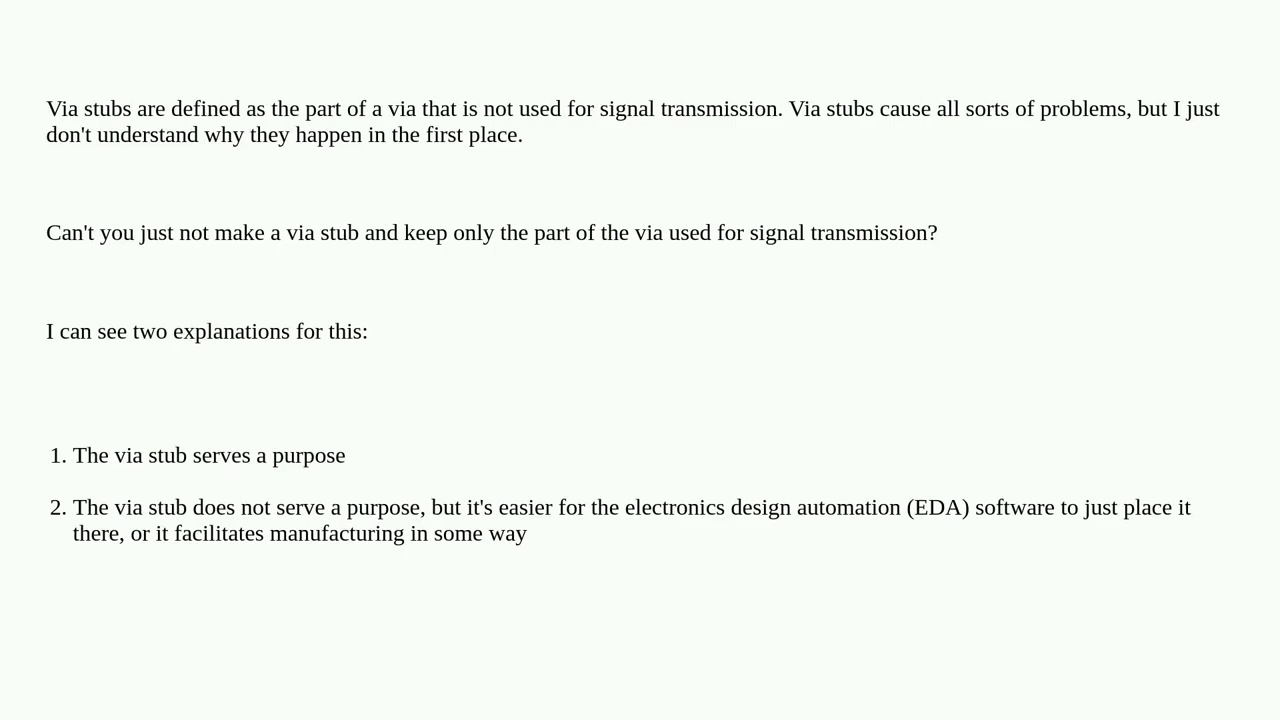 Via stubs are defined as the part of a via that is not used for signal transmission. Via stubs cause all sorts of problems, but I just
don't understand why they happen in the first place.
Can't you just not make a via stub and keep only the part of the via used for signal transmission?
I can see two explanations for this:
1. The via stub serves a purpose
2. The via stub does not serve a purpose, but it's easier for the electronics design automation (EDA) software to just place it
there, or it facilitates manufacturing in some way